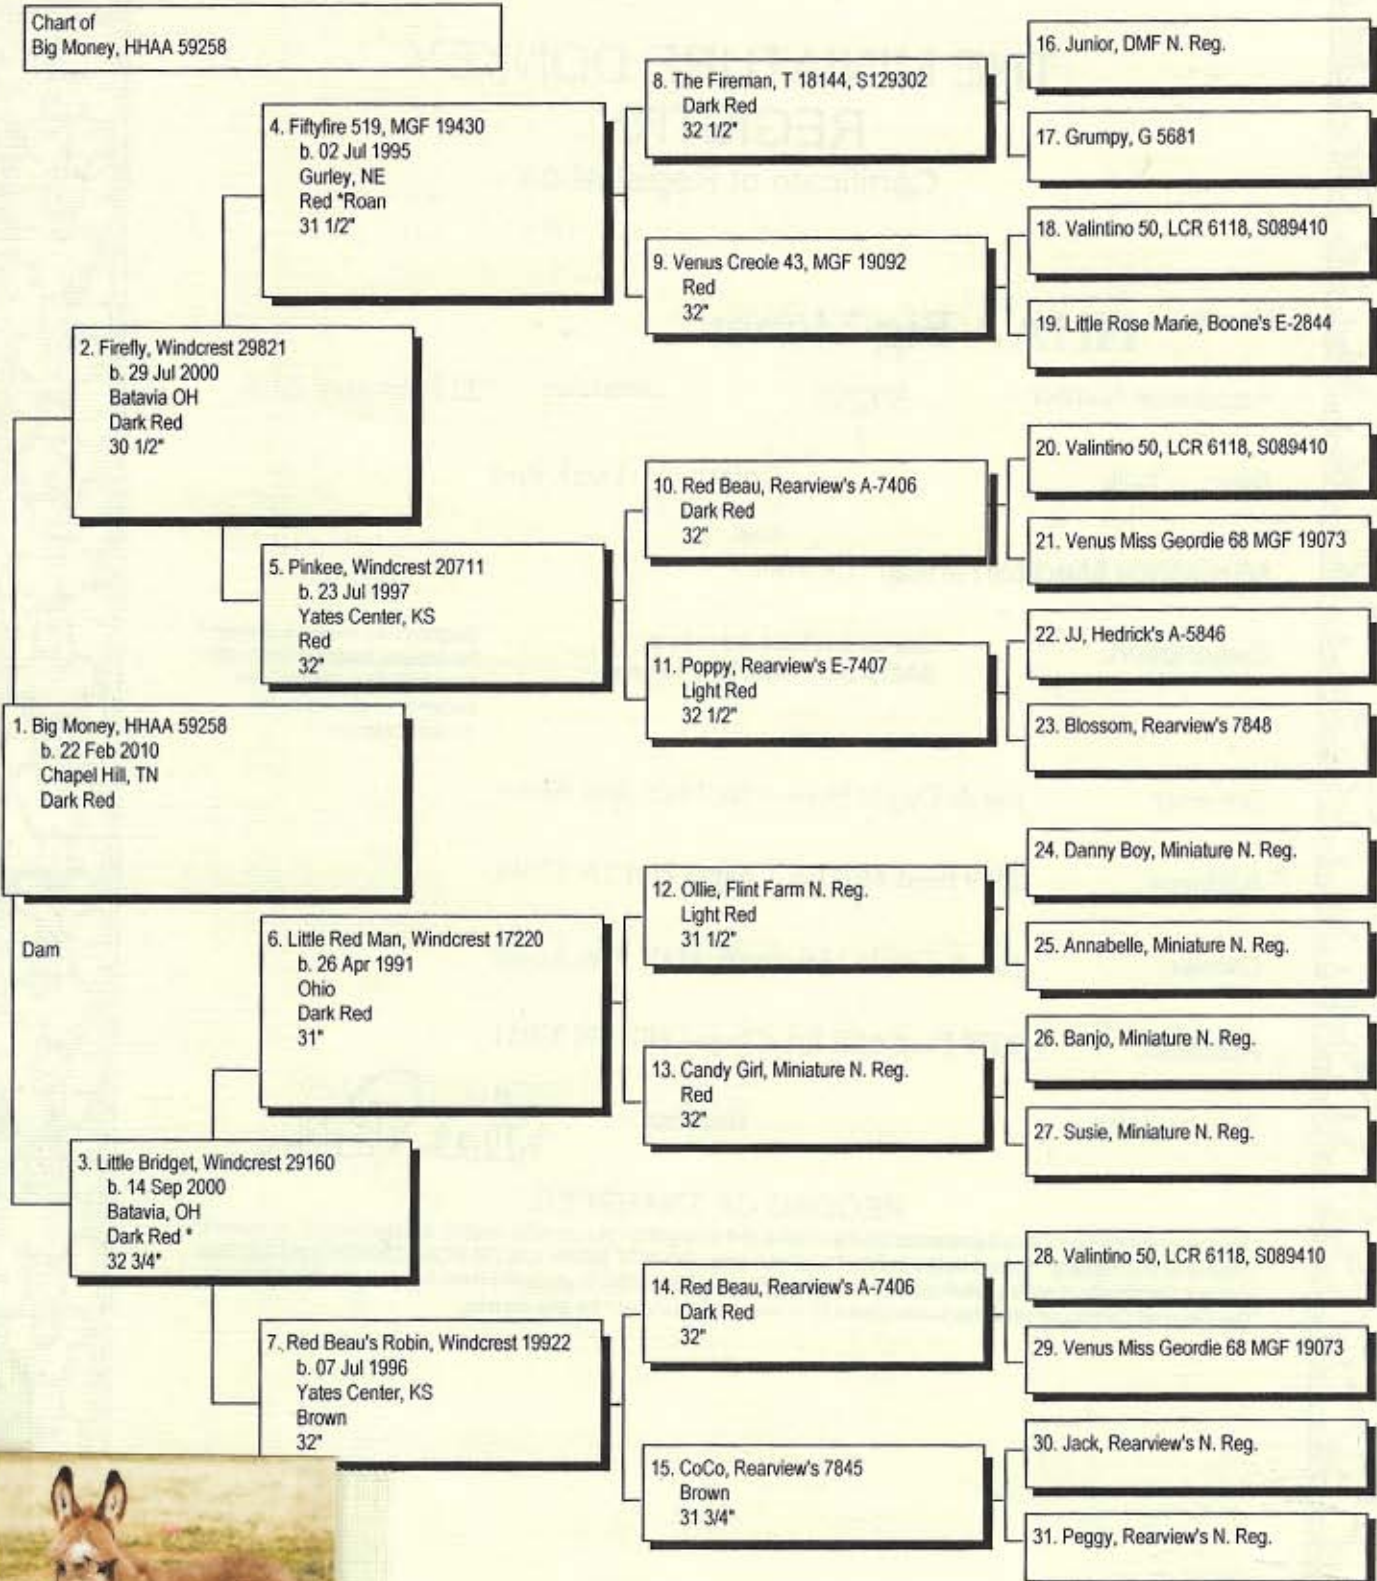 Chart of
Big Money, HHAA 59258
1. Big Money, HHAA 59258
b. 22 Feb 2010
Chapel Hill, TN
Dark Red
Dam
2. Firefly, Windcrest 29821
b. 29 Jul 2000
Batavia OH
Dark Red
30 1/2"
3. Little Bridget, Windcrest 29160
b. 14 Sep 2000
Batavia, OH
Dark Red *
32 3/4"
4. Fiftyfire 519, MGF 19430
b. 02 Jul 1995
Gurley, NE
Red *Roan
31 1/2"
5. Pinkee, Windcrest 20711
b. 23 Jul 1997
Yates Center, KS
Red
32"
6. Little Red Man, Windcrest 17220
b. 26 Apr 1991
Ohio
Dark Red
31"
7. Red Beau's Robin, Windcrest 19922
b. 07 Jul 1996
Yates Center, KS
Brown
32"
8. The Fireman, T 18144, S129302
Dark Red
32 1/2"
9. Venus Creole 43, MGF 19092
Red
32"
10. Red Beau, Rearview's A-7406
Dark Red
32"
11. Poppy, Rearview's E-7407
Light Red
32 1/2"
12. Ollie, Flint Farm N. Reg.
Light Red
31 1/2"
13. Candy Girl, Miniature N. Reg.
Red
32"
14. Red Beau, Rearview's A-7406
Dark Red
32"
15. CoCo, Rearview's 7845
Brown
31 3/4"
16. Junior, DMF N. Reg.
17. Grumpy, G 5681
18. Valintino 50, LCR 6118, S089410
19. Little Rose Marie, Boone's E-2844
20. Valintino 50, LCR 6118, S089410
21. Venus Miss Geordie 68 MGF 19073
22. JJ, Hedrick's A-5846
23. Blossom, Rearview's 7848
24. Danny Boy, Miniature N. Reg.
25. Annabelle, Miniature N. Reg.
26. Banjo, Miniature N. Reg.
27. Susie, Miniature N. Reg.
28. Valintino 50, LCR 6118, S089410
29. Venus Miss Geordie 68 MGF 19073
30. Jack, Rearview's N. Reg.
31. Peggy, Rearview's N. Reg.